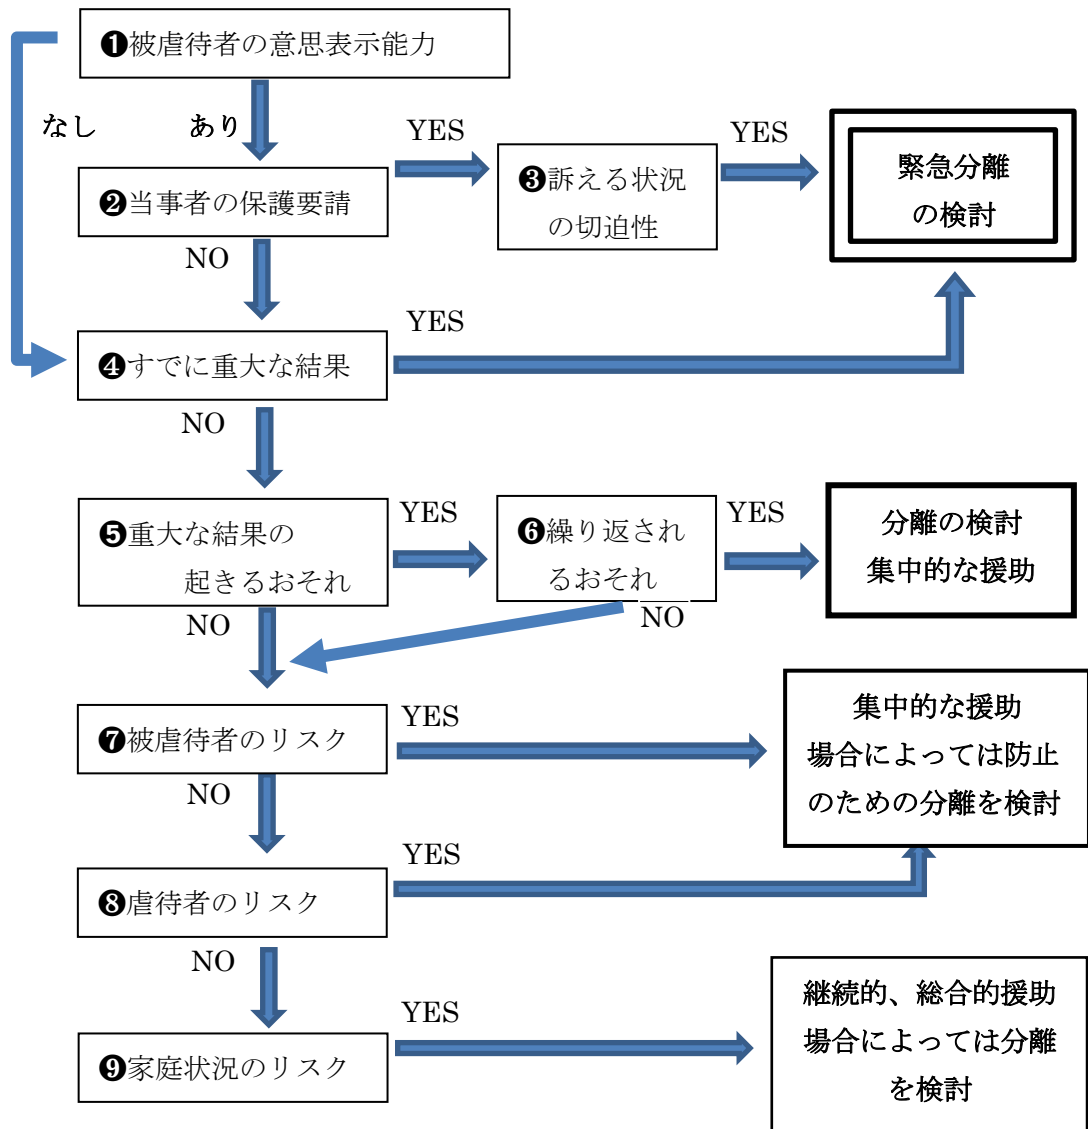 ❶被虐待者の意思表示能力
なし
あり
YES
YES
❷当事者の保護要請
❸訴える状況
の切迫性
緊急分離
の検討
NO
YES
❹すでに重大な結果
NO
❺重大な結果の
起きるおそれ
YES
❻繰り返され
るおそれ
YES
分離の検討
集中的な援助
NO
NO
❼被虐待者のリスク
YES
集中的な援助
場合によっては防止
のための分離を検討
NO
❽虐待者のリスク
YES
NO
❾家庭状況のリスク
YES
継続的、総合的援助
場合によっては分離
を検討